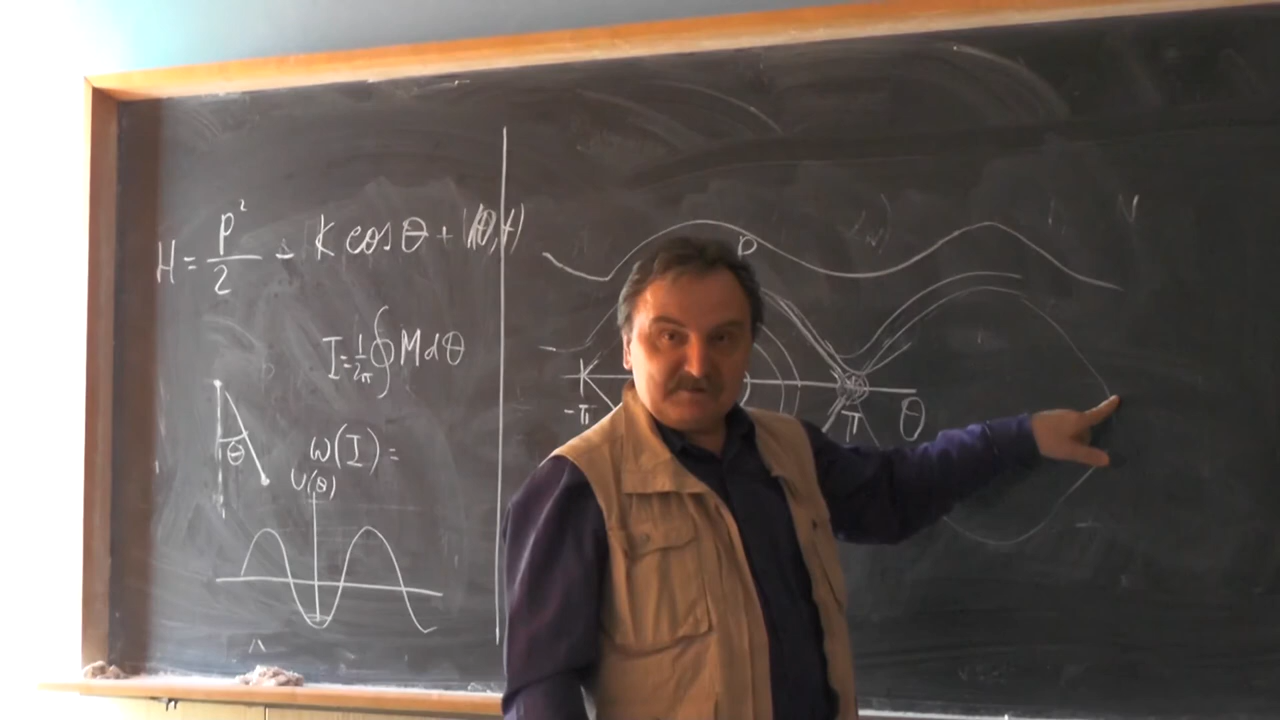 H = p²/2 - K cos θ + V(θ,t)
I = 1/2π ∮ M dθ
θ
ω(I) =
U(θ)
P
-π
π
θ